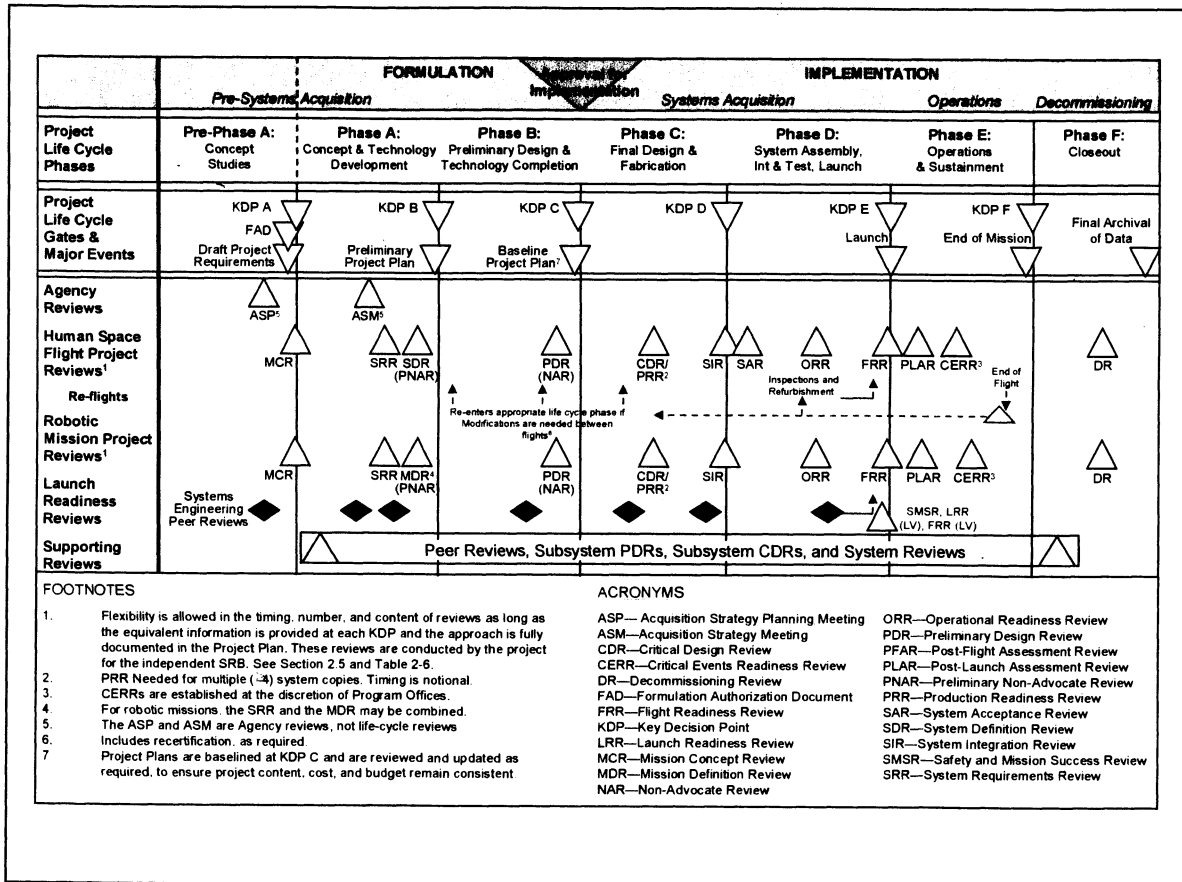 FORMULATION
Approval for
Implementation
IMPLEMENTATION
Pre-Systems Acquisition
Systems Acquisition
Operations
Decommissioning
Project
Life Cycle
Phases
Pre-Phase A:
Concept
Studies
Phase A:
Concept & Technology
Development
Phase B:
Preliminary Design &
Technology Completion
Phase C:
Final Design &
Fabrication
Phase D:
System Assembly,
Int & Test, Launch
Phase E:
Operations
& Sustainment
Phase F:
Closeout
Project
Life Cycle
Gates &
Major Events
KDP A
FAD
Draft Project
Requirements
KDP B
Preliminary
Project Plan
KDP C
Baseline
Project Plan7
KDP D
KDP E
Launch
KDP F
End of Mission
Final Archival
of Data
Agency
Reviews
ASP5
ASM5
Human Space
Flight Project
Reviews1
MCR
SRR
SDR
(PNAR)
PDR
(NAR)
CDR/
PRR2
SIR
SAR
ORR
FRR
PLAR
CERR3
DR
Re-flights
Re-enters appropriate life cycle phase if
Modifications are needed between
flights6
Inspections and
Refurbishment
End of
Flight
Robotic
Mission Project
Reviews1
MCR
SRR
MDR4
(PNAR)
PDR
(NAR)
CDR/
PRR2
SIR
ORR
FRR
PLAR
CERR3
DR
Launch
Readiness
Reviews
Systems
Engineering
Peer Reviews
SMSR, LRR
(LV), FRR (LV)
Supporting
Reviews
Peer Reviews, Subsystem PDRs, Subsystem CDRs, and System Reviews
FOOTNOTES
1. Flexibility is allowed in the timing, number, and content of reviews as long as
the equivalent information is provided at each KDP and the approach is fully
documented in the Project Plan. These reviews are conducted by the project
for the independent SRB. See Section 2.5 and Table 2-6.
2. PRR Needed for multiple (4) system copies. Timing is notional.
3. CERRs are established at the discretion of Program Offices.
4. For robotic missions, the SRR and the MDR may be combined.
5. The ASP and ASM are Agency reviews, not life-cycle reviews
6. Includes recertification, as required.
7 Project Plans are baselined at KDP C and are reviewed and updated as
required, to ensure project content, cost, and budget remain consistent
ACRONYMS
ASP— Acquisition Strategy Planning Meeting
ASM—Acquisition Strategy Meeting
CDR—Critical Design Review
CERR—Critical Events Readiness Review
DR—Decommissioning Review
FAD—Formulation Authorization Document
FRR—Flight Readiness Review
KDP—Key Decision Point
LRR—Launch Readiness Review
MCR—Mission Concept Review
MDR—Mission Definition Review
NAR—Non-Advocate Review
ORR—Operational Readiness Review
PDR—Preliminary Design Review
PFAR—Post-Flight Assessment Review
PLAR—Post-Launch Assessment Review
PNAR—Preliminary Non-Advocate Review
PRR—Production Readiness Review
SAR—System Acceptance Review
SDR—System Definition Review
SIR—System Integration Review
SMSR—Safety and Mission Success Review
SRR—System Requirements Review